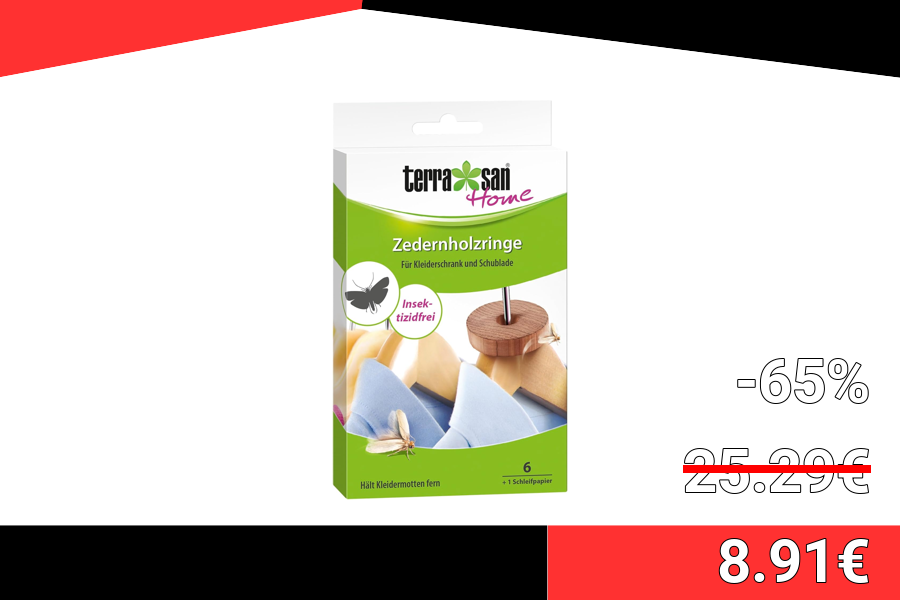 terra san®
Home
Zedernholzringe
Für Kleiderschrank und Schublade
Insek-
tizidfrei
Hält Kleidermotten fern
6
+ 1 Schleifpapier
-65%
25.29€
8.91€